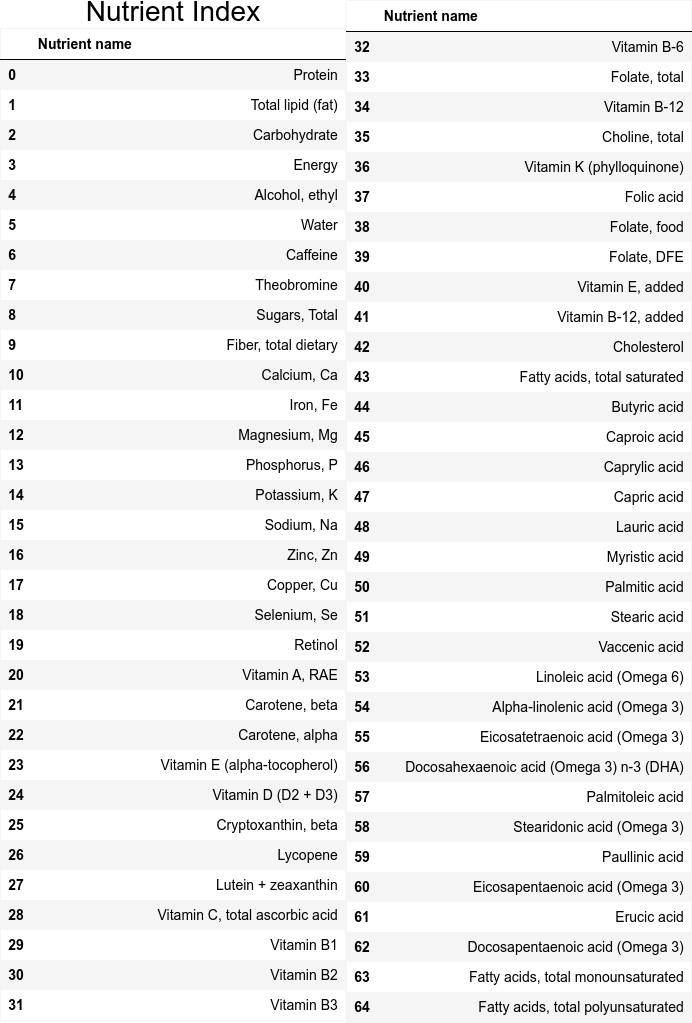 Nutrient Index
Nutrient name
0 Protein
1 Total lipid (fat)
2 Carbohydrate
3 Energy
4 Alcohol, ethyl
5 Water
6 Caffeine
7 Theobromine
8 Sugars, Total
9 Fiber, total dietary
10 Calcium, Ca
11 Iron, Fe
12 Magnesium, Mg
13 Phosphorus, P
14 Potassium, K
15 Sodium, Na
16 Zinc, Zn
17 Copper, Cu
18 Selenium, Se
19 Retinol
20 Vitamin A, RAE
21 Carotene, beta
22 Carotene, alpha
23 Vitamin E (alpha-tocopherol)
24 Vitamin D (D2 + D3)
25 Cryptoxanthin, beta
26 Lycopene
27 Lutein + zeaxanthin
28 Vitamin C, total ascorbic acid
29 Vitamin B1
30 Vitamin B2
31 Vitamin B3
Nutrient name
32 Vitamin B-6
33 Folate, total
34 Vitamin B-12
35 Choline, total
36 Vitamin K (phylloquinone)
37 Folic acid
38 Folate, food
39 Folate, DFE
40 Vitamin E, added
41 Vitamin B-12, added
42 Cholesterol
43 Fatty acids, total saturated
44 Butyric acid
45 Caproic acid
46 Caprylic acid
47 Capric acid
48 Lauric acid
49 Myristic acid
50 Palmitic acid
51 Stearic acid
52 Vaccenic acid
53 Linoleic acid (Omega 6)
54 Alpha-linolenic acid (Omega 3)
55 Eicosatetraenoic acid (Omega 3)
56 Docosahexaenoic acid (Omega 3) n-3 (DHA)
57 Palmitoleic acid
58 Stearidonic acid (Omega 3)
59 Paullinic acid
60 Eicosapentaenoic acid (Omega 3)
61 Erucic acid
62 Docosapentaenoic acid (Omega 3)
63 Fatty acids, total monounsaturated
64 Fatty acids, total polyunsaturated